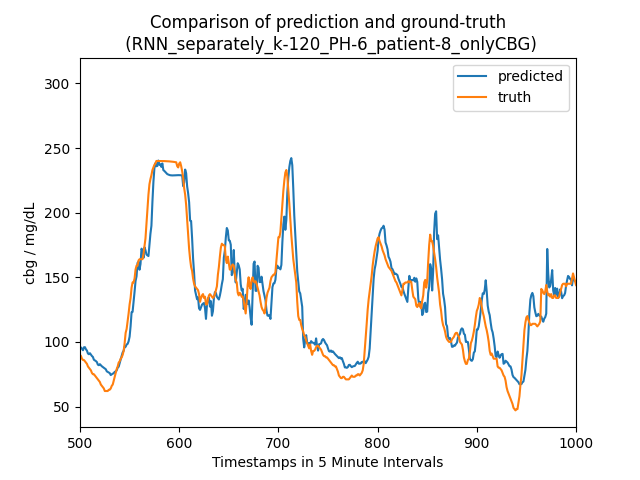 Comparison of prediction and ground-truth
(RNN_separately_k-120_PH-6_patient-8_onlyCBG)
predicted
truth
cbg / mg/dL
300
250
200
150
100
50
500 600 700 800 900 1000
Timestamps in 5 Minute Intervals